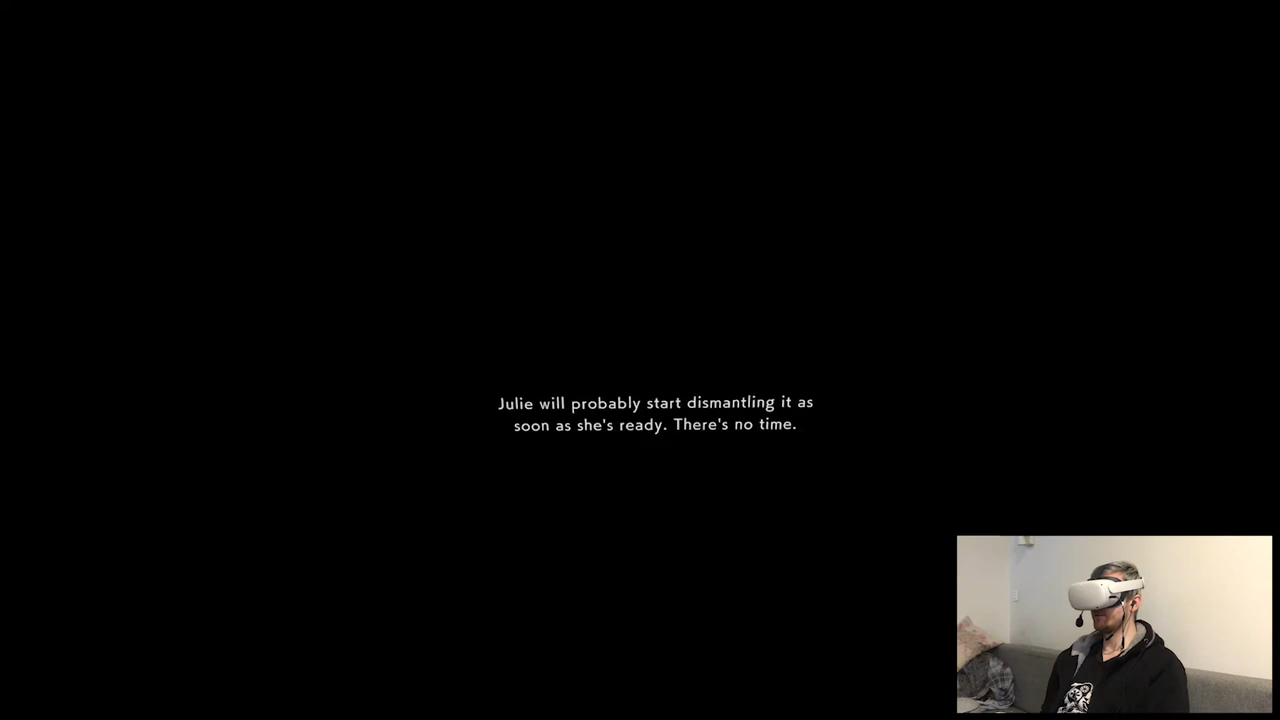 Julie will probably start dismantling it as
soon as she's ready. There's no time.